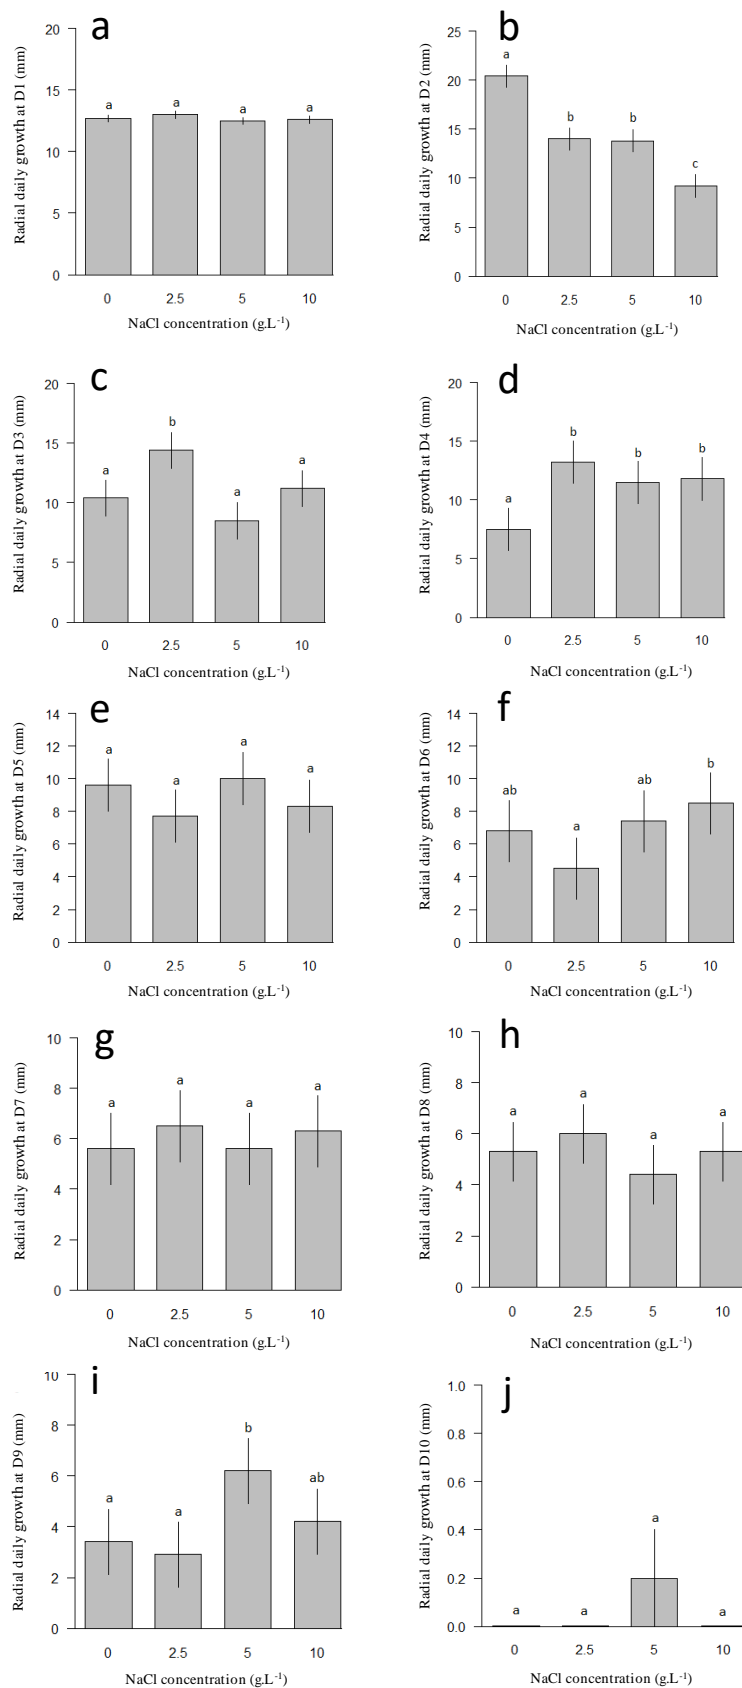 a
Radial daily growth at D1 (mm)
20
15
10
5
0
a a a a
0 2.5 5 10
NaCl concentration (g.L-1)
b
Radial daily growth at D2 (mm)
25
20
15
10
5
0
a b b c
0 2.5 5 10
NaCl concentration (g.L-1)
c
Radial daily growth at D3 (mm)
20
15
10
5
0
a b a a
0 2.5 5 10
NaCl concentration (g.L-1)
d
Radial daily growth at D4 (mm)
20
15
10
5
0
a b b b
0 2.5 5 10
NaCl concentration (g.L-1)
e
Radial daily growth at D5 (mm)
14
12
10
8
6
4
2
0
a a a a
0 2.5 5 10
NaCl concentration (g.L-1)
f
Radial daily growth at D6 (mm)
14
12
10
8
6
4
2
0
ab a ab b
0 2.5 5 10
NaCl concentration (g.L-1)
g
Radial daily growth at D7 (mm)
10
8
6
4
2
0
a a a a
0 2.5 5 10
NaCl concentration (g.L-1)
h
Radial daily growth at D8 (mm)
10
8
6
4
2
0
a a a a
0 2.5 5 10
NaCl concentration (g.L-1)
i
Radial daily growth at D9 (mm)
10
8
6
4
2
0
a a b ab
0 2.5 5 10
NaCl concentration (g.L-1)
j
Radial daily growth at D10 (mm)
1.0
0.8
0.6
0.4
0.2
0.0
a a a a
0 2.5 5 10
NaCl concentration (g.L-1)